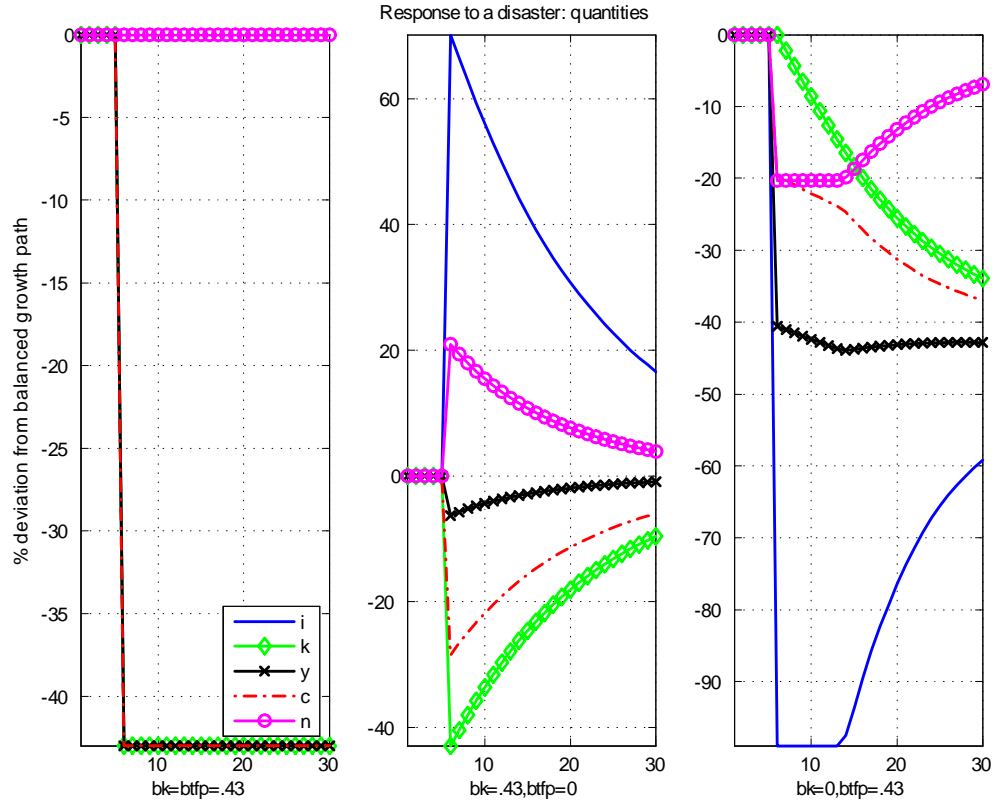 Response to a disaster: quantities
% deviation from balanced growth path
0
-5
-10
-15
-20
-25
-30
-35
-40
10 20 30
bk=btfp=.43
i
k
y
c
n
60
40
20
0
-20
-40
10 20 30
bk=.43,btfp=0
0
-10
-20
-30
-40
-50
-60
-70
-80
-90
10 20 30
bk=0,btfp=.43